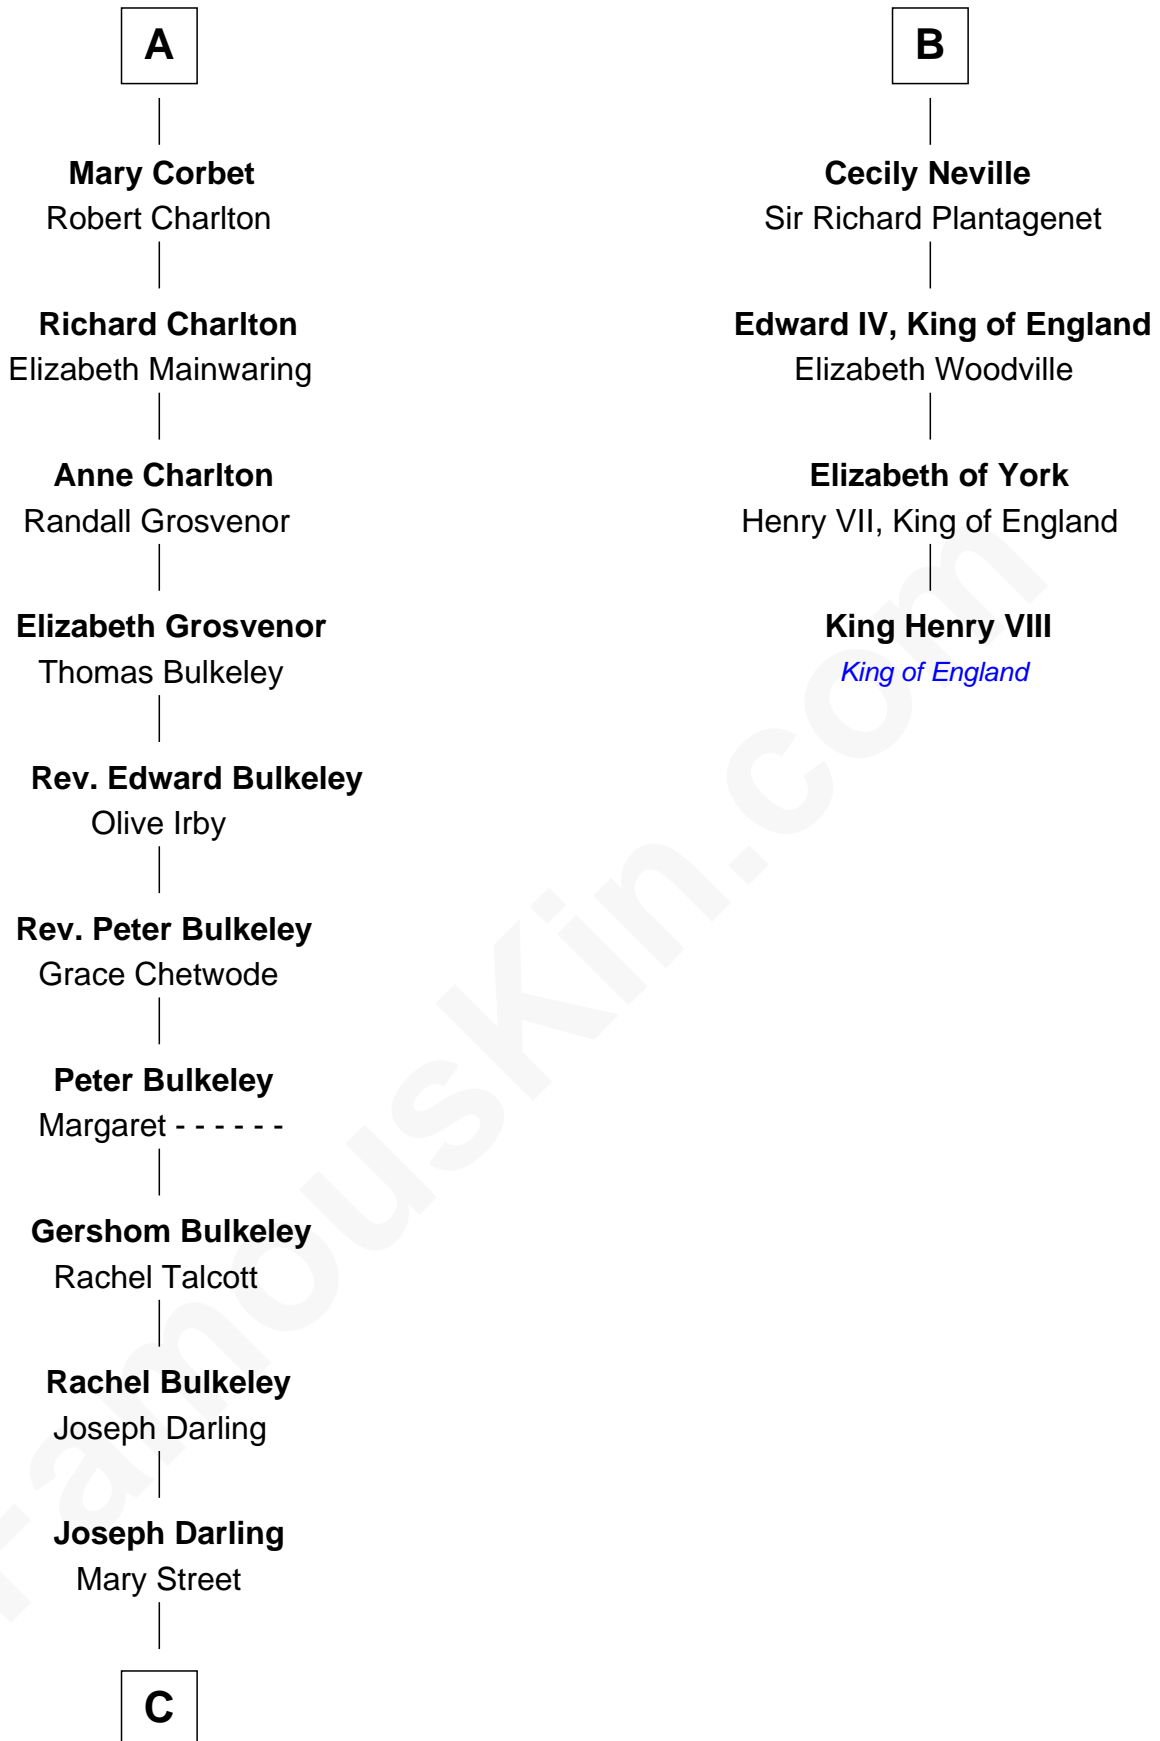 A
Mary Corbet
Robert Charlton
Richard Charlton
Elizabeth Mainwaring
Anne Charlton
Randall Grosvenor
Elizabeth Grosvenor
Thomas Bulkeley
Rev. Edward Bulkeley
Olive Irby
Rev. Peter Bulkeley
Grace Chetwode
Peter Bulkeley
Margaret - - - - - -
Gershom Bulkeley
Rachel Talcott
Rachel Bulkeley
Joseph Darling
Joseph Darling
Mary Street
C
B
Cecily Neville
Sir Richard Plantagenet
Edward IV, King of England
Elizabeth Woodville
Elizabeth of York
Henry VII, King of England
King Henry VIII
King of England
FamousKin.com